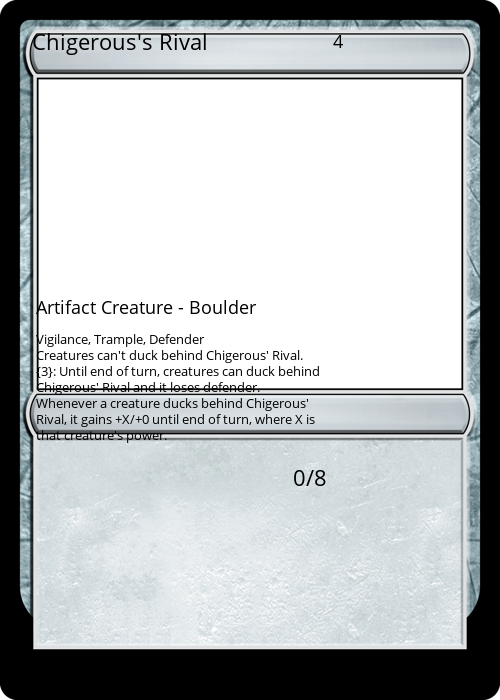 Chigerous's Rival 4
Artifact Creature - Boulder
Vigilance, Trample, Defender
Creatures can't duck behind Chigerous' Rival.
{3}: Until end of turn, creatures can duck behind
Chigerous' Rival and it loses defender.
Whenever a creature ducks behind Chigerous'
Rival, it gains +X/+0 until end of turn, where X is
that creature's power.
0/8